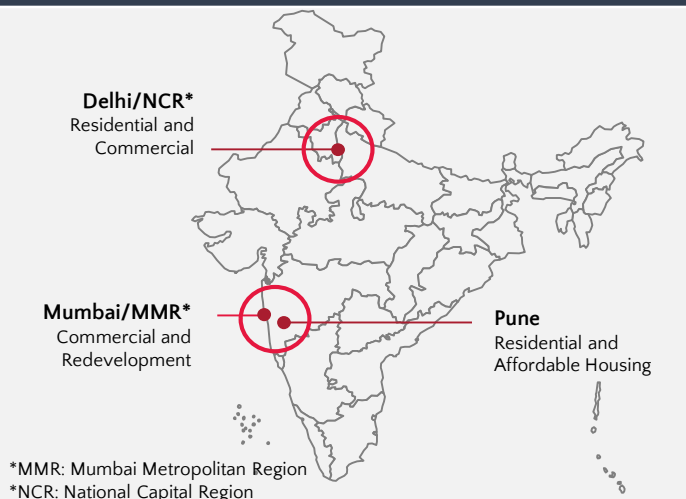 Delhi/NCR*
Residential and
Commercial
Mumbai/MMR*
Commercial and
Redevelopment
Pune
Residential and
Affordable Housing
*MMR: Mumbai Metropolitan Region
*NCR: National Capital Region